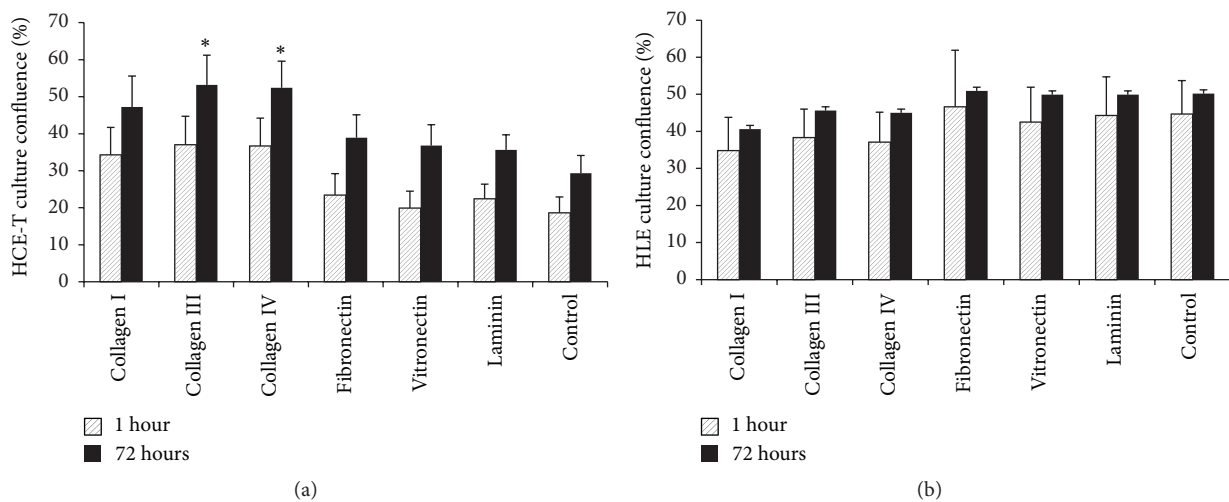 HCE-T culture confluence (%)
70
60
50
40
30
20
10
0
*
*
Collagen I
Collagen III
Collagen IV
Fibronectin
Vitronectin
Laminin
Control
1 hour
72 hours
(a)
HLE culture confluence (%)
70
60
50
40
30
20
10
0
Collagen I
Collagen III
Collagen IV
Fibronectin
Vitronectin
Laminin
Control
1 hour
72 hours
(b)